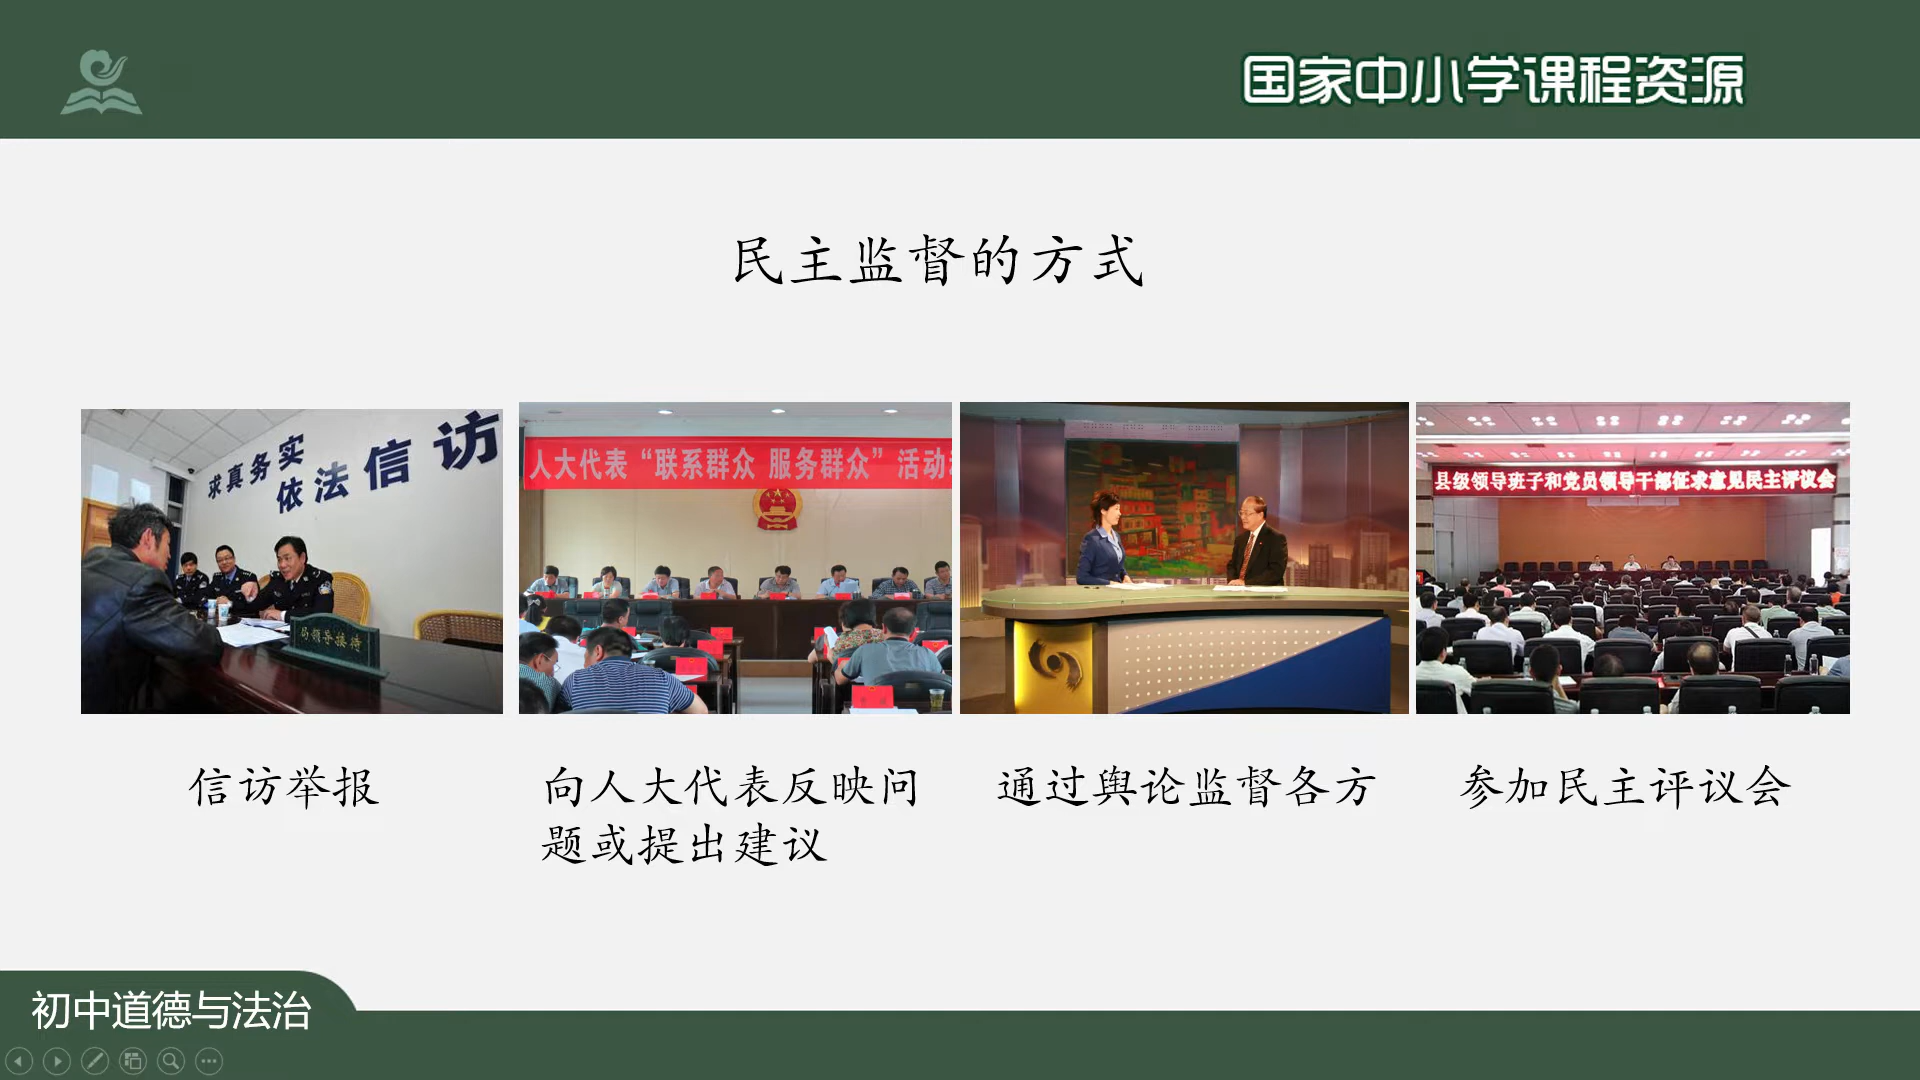 国家中小学课程资源
民主监督的方式
求真务实
依法信访
局领导接待
人大代表“联系群众 服务群众”活动
县级领导班子和党员领导干部征求意见民主评议会
信访举报
向人大代表反映问
题或提出建议
通过舆论监督各方
参加民主评议会
初中道德与法治